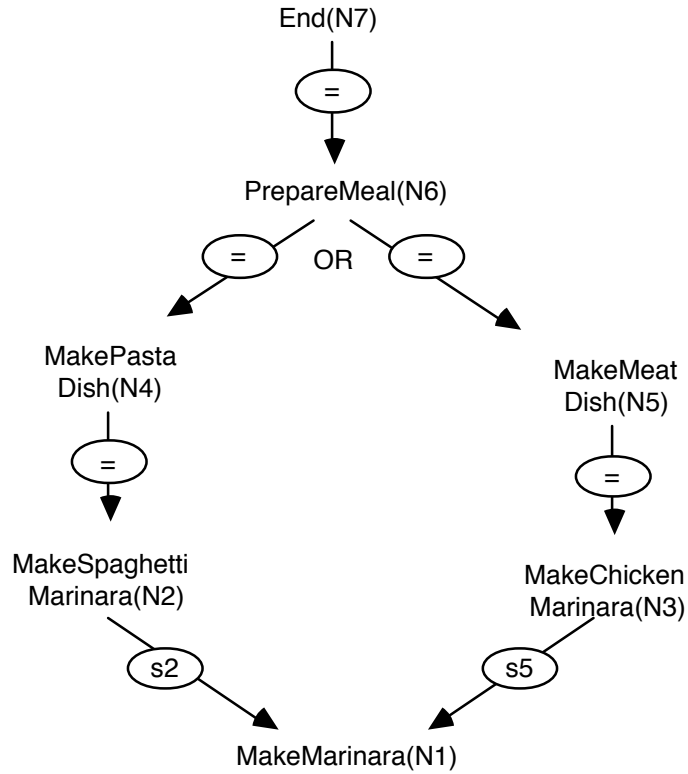 End(N7)
=
PrepareMeal(N6)
= OR =
MakePasta
Dish(N4)
MakeMeat
Dish(N5)
=
=
MakeSpaghetti
Marinara(N2)
MakeChicken
Marinara(N3)
s2
s5
MakeMarinara(N1)